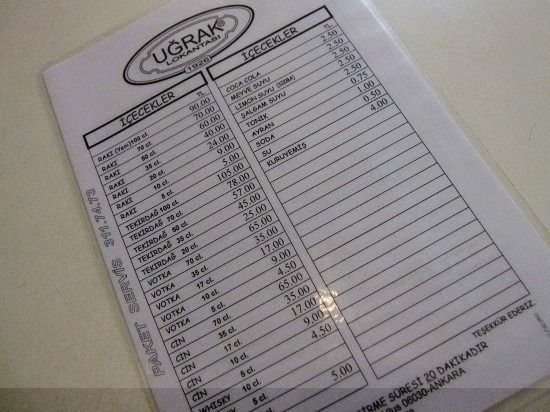 UĞRAK
LOKANTASI
1926
İÇECEKLER
TL.
RAKI (Yeni)100 cl. 90.00
RAKI 70 cl. 70.00
RAKI 50 cl. 60.00
RAKI 35 cl. 40.00
RAKI 20 cl. 24.00
RAKI 10 cl. 9.00
RAKI 5 cl. 5.00
TEKİRDAĞ 100 cl. 105.00
TEKİRDAĞ 70 cl. 78.00
TEKİRDAĞ 50 cl. 57.00
TEKİRDAĞ 35 cl. 45.00
TEKİRDAĞ 20 cl. 25.00
VOTKA 70 cl. 65.00
VOTKA 35 cl. 35.00
VOTKA 17 cl. 17.00
VOTKA 10 cl. 9.00
VOTKA 5 cl. 4.50
CİN 70 cl. 65.00
CİN 35 cl. 35.00
CİN 17 cl. 17.00
CİN 10 cl. 9.00
CİN 5 cl. 4.50
WHISKY 10 cl.
5 cl. 5.00
İÇECEKLER
TL.
COCA COLA 2.50
MEYVE SUYU 2.50
LİMON SUYU (SIRA) 2.50
ŞALGAM SUYU 2.50
TONİK 2.50
AYRAN 0.75
SODA 1.00
SU 0,50
KURUYEMİŞ 4.00
TEŞEKKÜR EDERİZ
SÜRESİ 20 DAKİKADIR
06030-ANKARA
PAKET SERVİS 311.74.73